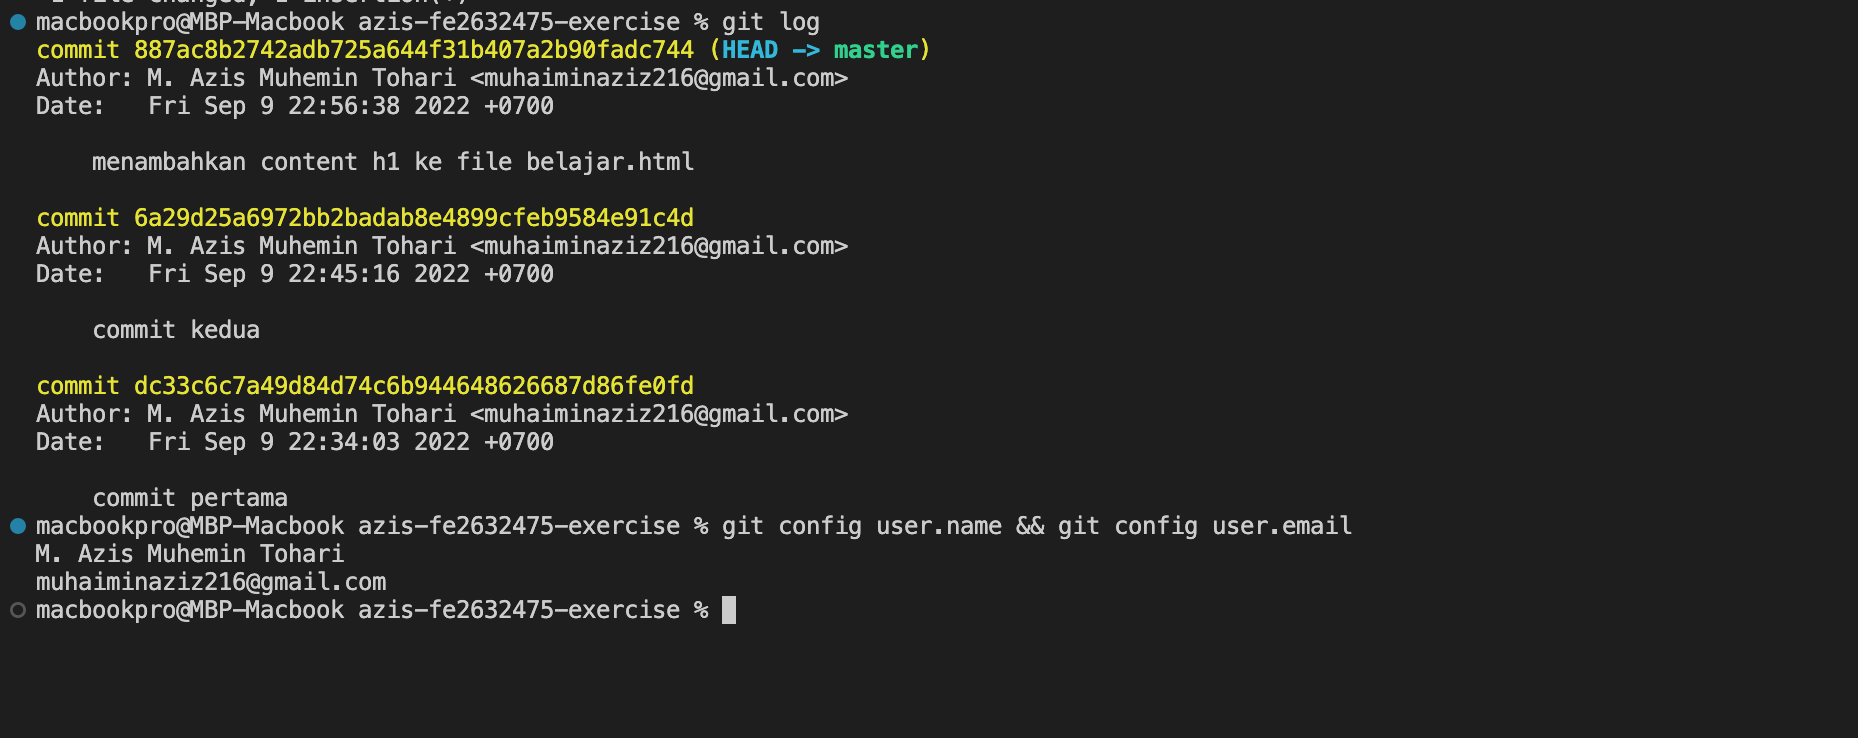 1 file changed, 1 insertion(+)
macbookpro@MBP-Macbook azis-fe2632475-exercise % git log
commit 887ac8b2742adb725a644f31b407a2b90fadc744 (HEAD -> master)
Author: M. Azis Muhemin Tohari <muhaiminaziz216@gmail.com>
Date:   Fri Sep 9 22:56:38 2022 +0700
menambahkan content h1 ke file belajar.html
commit 6a29d25a6972bb2badab8e4899cfeb9584e91c4d
Author: M. Azis Muhemin Tohari <muhaiminaziz216@gmail.com>
Date:   Fri Sep 9 22:45:16 2022 +0700
commit kedua
commit dc33c6c7a49d84d74c6b944648626687d86fe0fd
Author: M. Azis Muhemin Tohari <muhaiminaziz216@gmail.com>
Date:   Fri Sep 9 22:34:03 2022 +0700
commit pertama
macbookpro@MBP-Macbook azis-fe2632475-exercise % git config user.name && git config user.email
M. Azis Muhemin Tohari
muhaiminaziz216@gmail.com
macbookpro@MBP-Macbook azis-fe2632475-exercise %